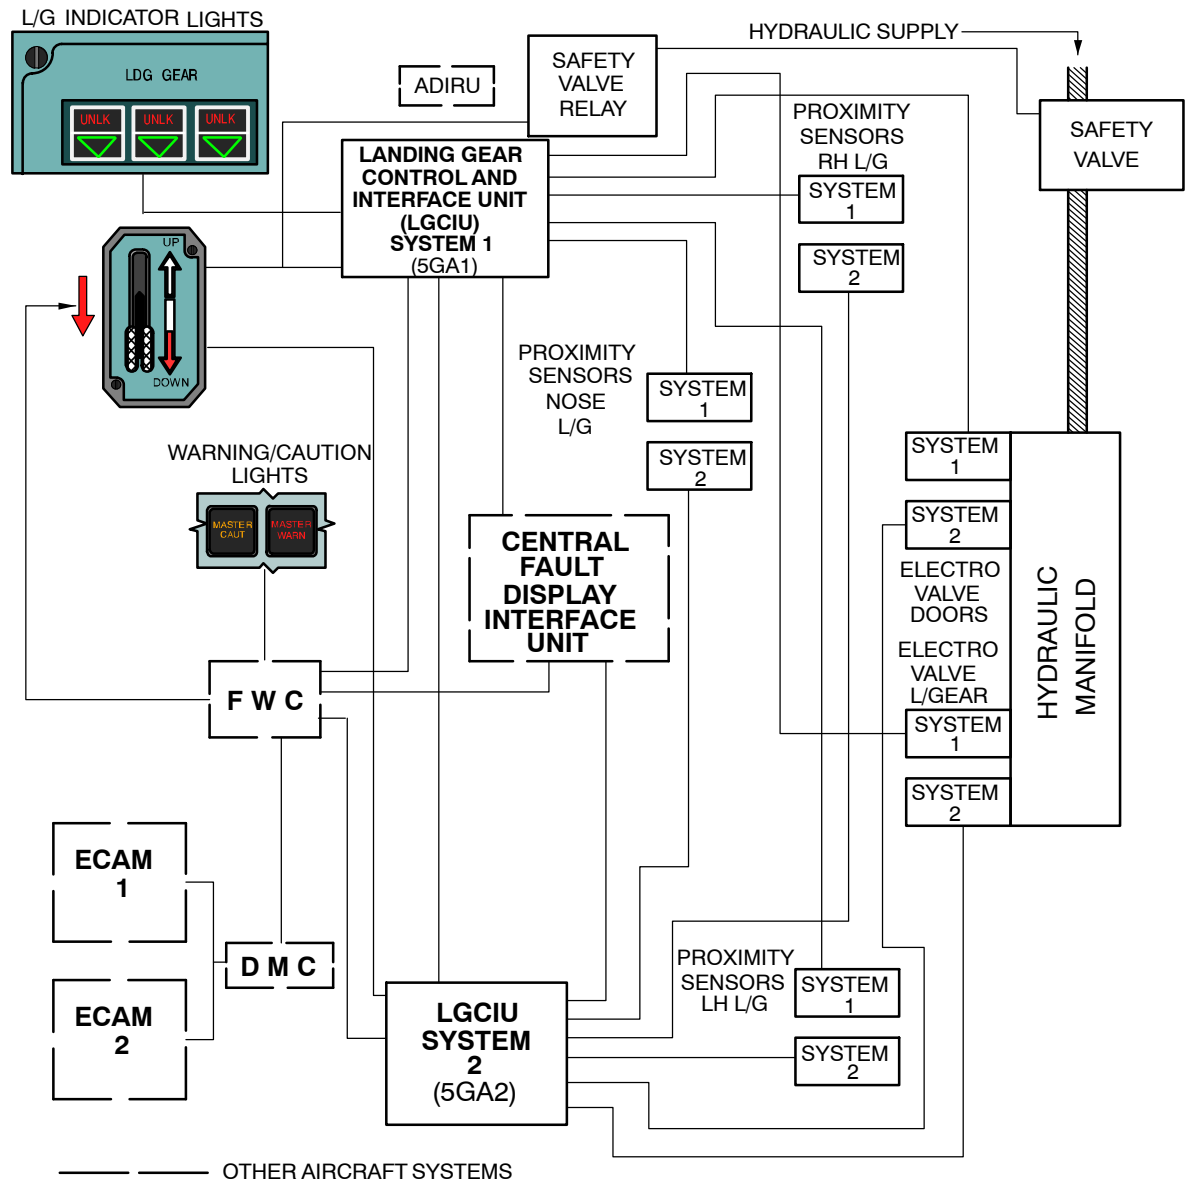 L/G INDICATOR LIGHTS
LDG GEAR
UNLK
UNLK
UNLK
ADIRU
SAFETY
VALVE
RELAY
HYDRAULIC SUPPLY
SAFETY
VALVE
PROXIMITY
SENSORS
RH L/G
SYSTEM
1
SYSTEM
2
LANDING GEAR
CONTROL AND
INTERFACE UNIT
(LGCIU)
SYSTEM 1
(5GA1)
UP
DOWN
PROXIMITY
SENSORS
NOSE
L/G
SYSTEM
1
SYSTEM
2
WARNING/CAUTION
LIGHTS
MASTER
CAUT
MASTER
WARN
CENTRAL
FAULT
DISPLAY
INTERFACE
UNIT
SYSTEM
1
SYSTEM
2
ELECTRO
VALVE
DOORS
ELECTRO
VALVE
L/GEAR
SYSTEM
1
SYSTEM
2
HYDRAULIC
MANIFOLD
F W C
ECAM
1
ECAM
2
D M C
LGCIU
SYSTEM
2
(5GA2)
PROXIMITY
SENSORS
LH L/G
SYSTEM
1
SYSTEM
2
OTHER AIRCRAFT SYSTEMS